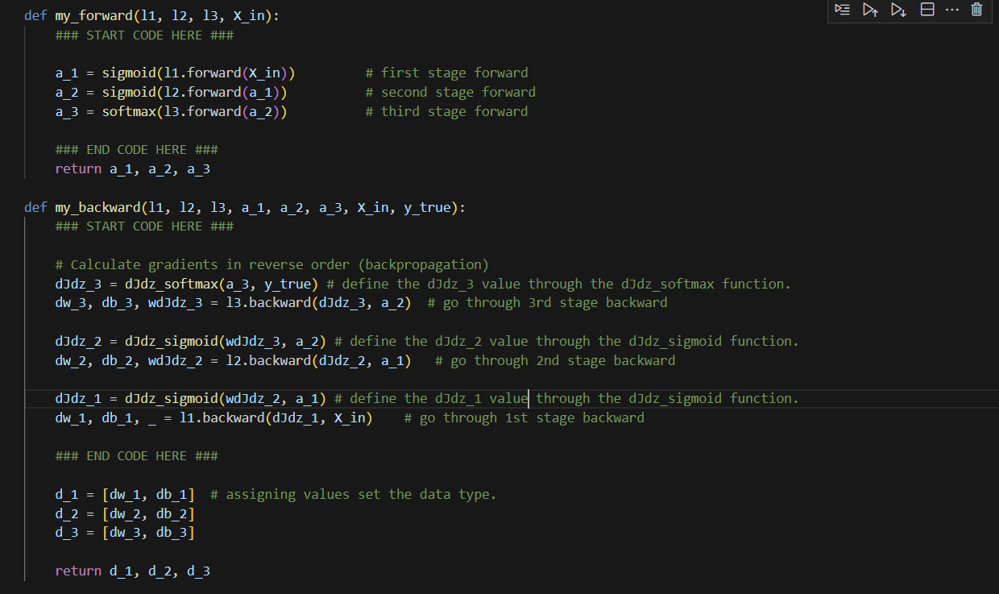 def my_forward(l1, l2, l3, X_in):
    ### START CODE HERE ###

    a_1 = sigmoid(l1.forward(X_in))         # first stage forward
    a_2 = sigmoid(l2.forward(a_1))          # second stage forward
    a_3 = softmax(l3.forward(a_2))          # third stage forward

    ### END CODE HERE ###
    return a_1, a_2, a_3

def my_backward(l1, l2, l3, a_1, a_2, a_3, X_in, y_true):
    ### START CODE HERE ###

    # Calculate gradients in reverse order (backpropagation)
    dJdz_3 = dJdz_softmax(a_3, y_true) # define the dJdz_3 value through the dJdz_softmax function.
    dw_3, db_3, wdJdz_3 = l3.backward(dJdz_3, a_2)  # go through 3rd stage backward

    dJdz_2 = dJdz_sigmoid(wdJdz_3, a_2) # define the dJdz_2 value through the dJdz_sigmoid function.
    dw_2, db_2, wdJdz_2 = l2.backward(dJdz_2, a_1)   # go through 2nd stage backward

    dJdz_1 = dJdz_sigmoid(wdJdz_2, a_1) # define the dJdz_1 value through the dJdz_sigmoid function.
    dw_1, db_1, _ = l1.backward(dJdz_1, X_in)    # go through 1st stage backward

    ### END CODE HERE ###

    d_1 = [dw_1, db_1]  # assigning values set the data type.
    d_2 = [dw_2, db_2]
    d_3 = [dw_3, db_3]

    return d_1, d_2, d_3